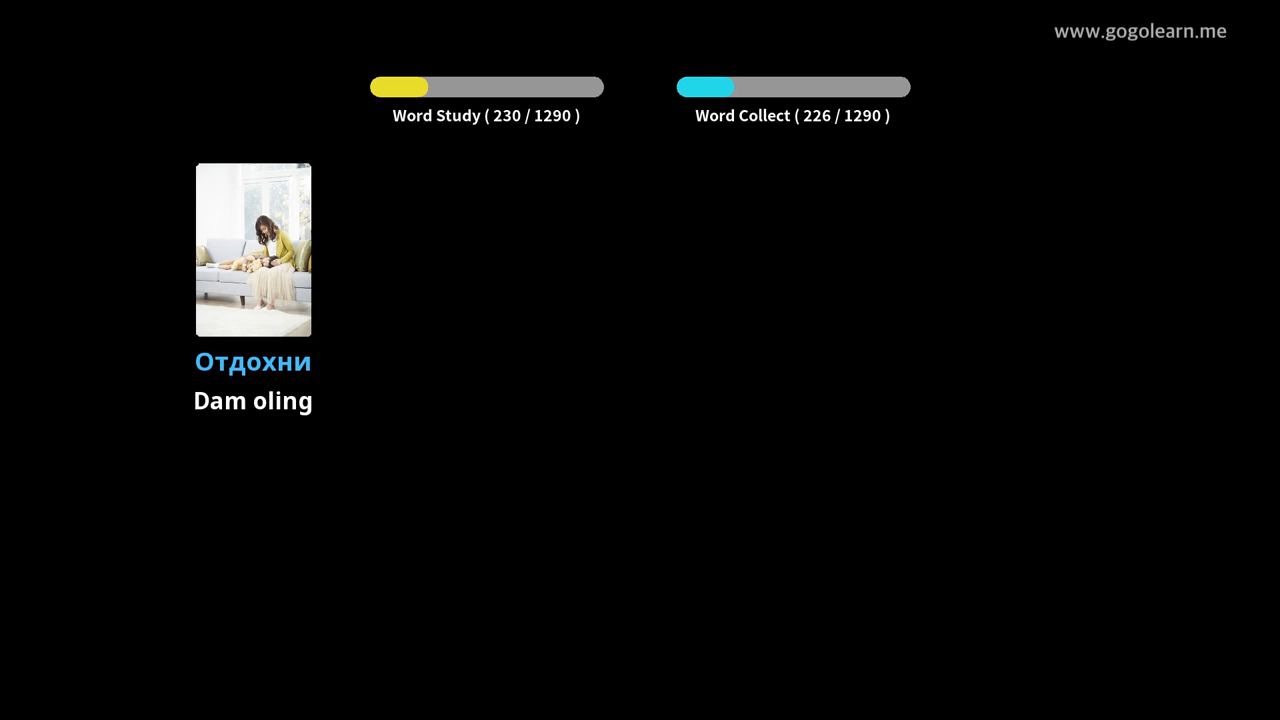 www.gogolearn.me
Word Study ( 230 / 1290 )
Word Collect ( 226 / 1290 )
Отдохни
Dam oling